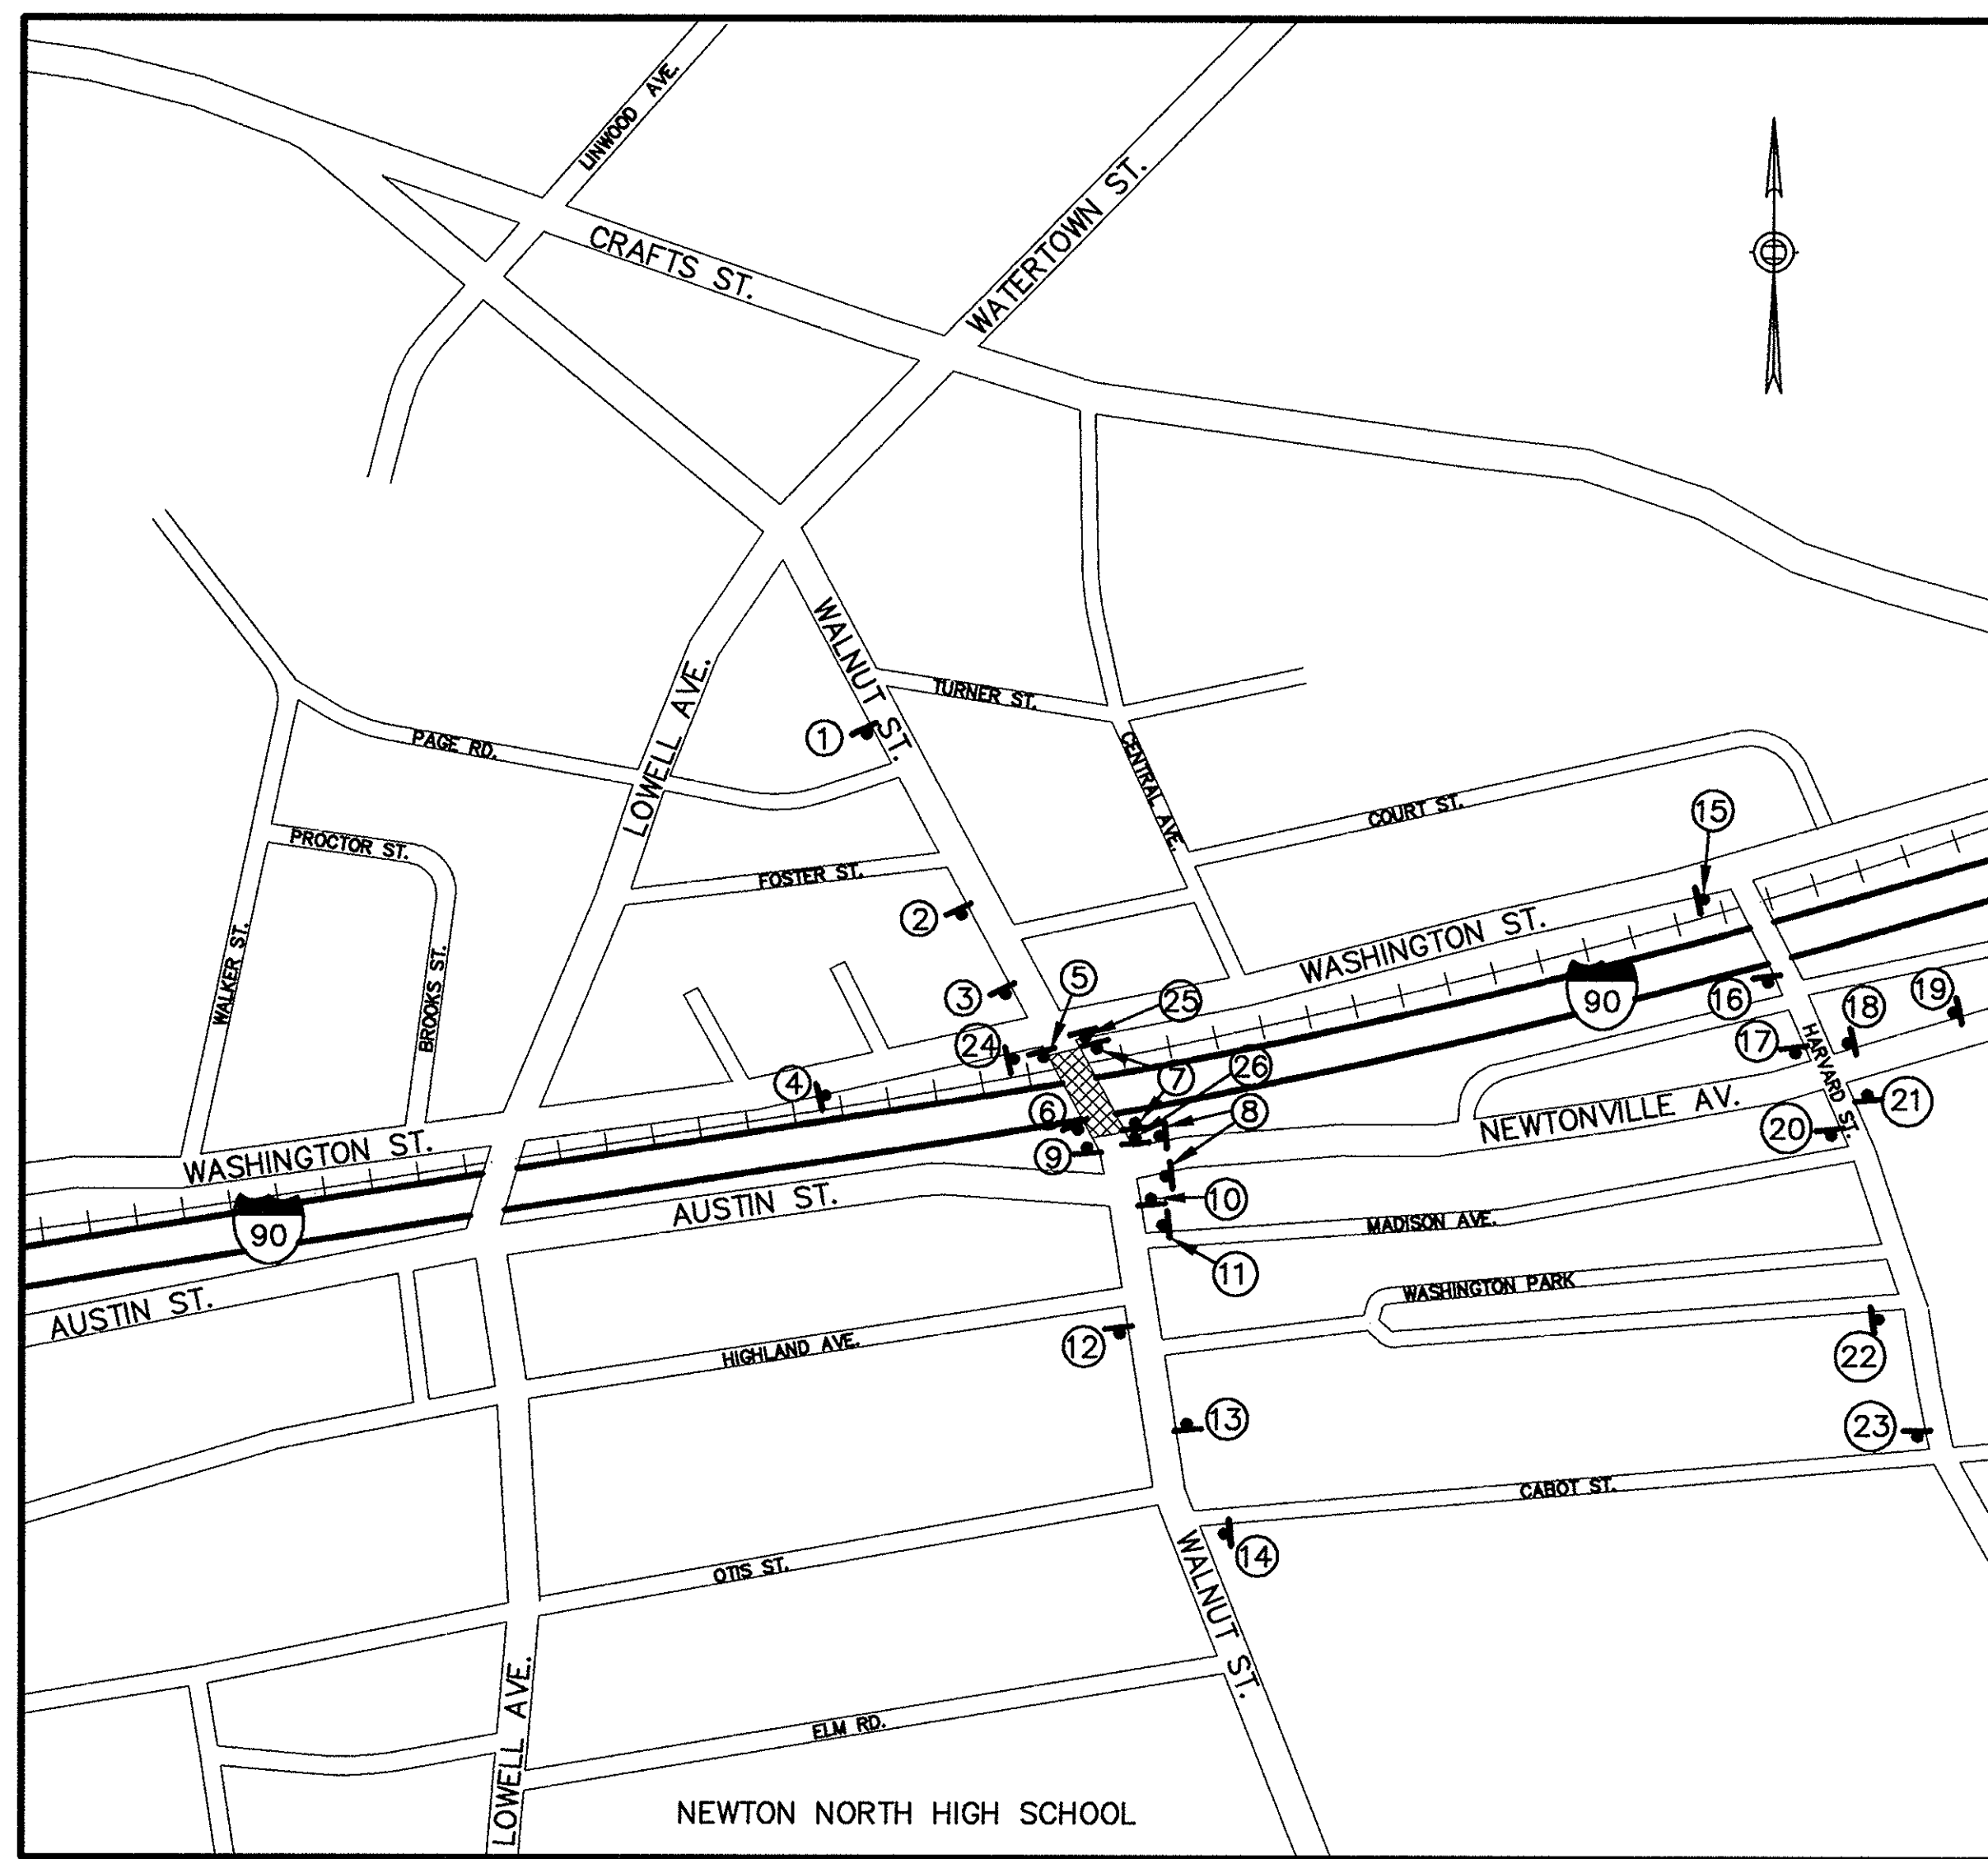 LINWOOD AVE.
CRAFTS ST.
WATERTOWN ST.
WALNUT ST.
TURNER ST.
LOWELL AVE.
1
PAGE RD.
CENTRAL AVE.
COURT ST.
15
PROCTOR ST.
FOSTER ST.
2
WASHINGTON ST.
WALKER ST.
BROOKS ST.
3
5
25
90
16
18
19
24
17
HARVARD ST.
4
7
26
6
8
NEWTONVILLE AV.
21
20
9
WASHINGTON ST.
AUSTIN ST.
10
90
MADISON AVE.
11
WASHINGTON PARK
AUSTIN ST.
HIGHLAND AVE.
12
22
13
23
CABOT ST.
14
OTIS ST.
WALNUT ST.
LOWELL AVE.
ELM RD.
NEWTON NORTH HIGH SCHOOL